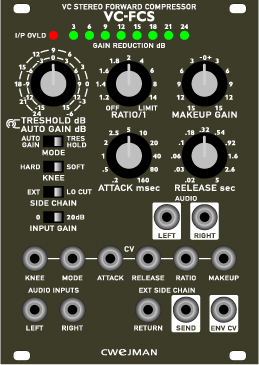 VC STEREO FORWARD COMPRESSOR
VC-FCS
I/P OVLD 3 6 9 12 15 18 21 24
GAIN REDUCTION dB
TRESHOLD dB
AUTO GAIN dB
OFF LIMIT
RATIO/1
MAKEUP GAIN
AUTO GAIN TRES HOLD
MODE
HARD SOFT
KNEE
EXT LO CUT
SIDE CHAIN
0 20dB
INPUT GAIN
.2 160
ATTACK msec
RELEASE sec
AUDIO
LEFT RIGHT
CV
KNEE MODE ATTACK RELEASE RATIO MAKEUP
AUDIO INPUTS EXT SIDE CHAIN
LEFT RIGHT RETURN SEND ENV CV
CWEJMAN